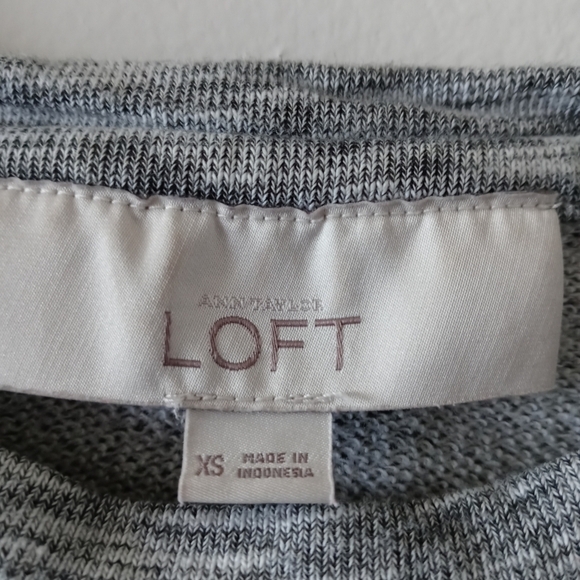 ANN TAYLOR
LOFT
XS
MADE IN
INDONESIA